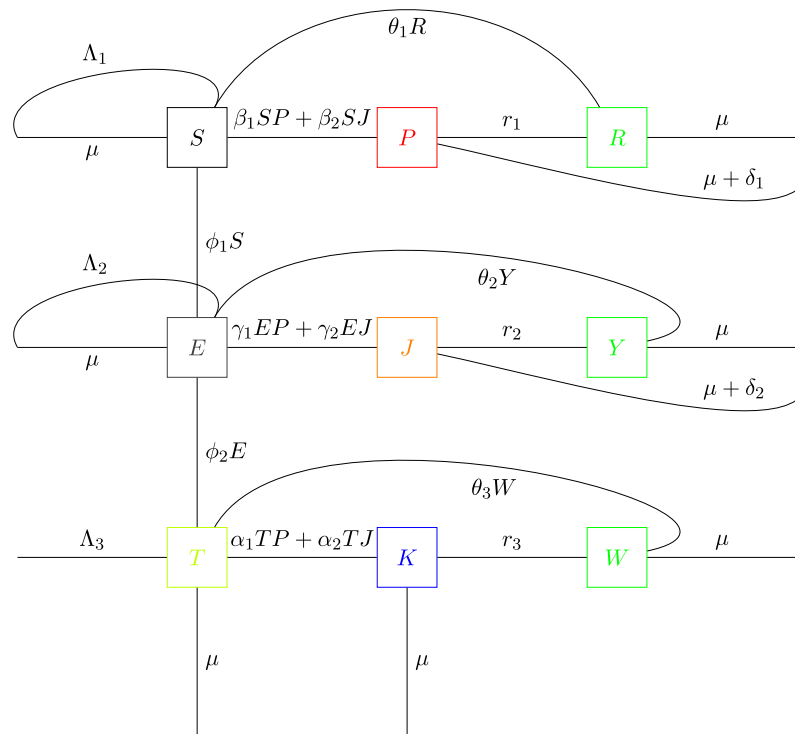 θ₁R
Λ₁
μ
S
β₁SP + β₂SJ
P
r₁
R
μ
μ + δ₁
ϕ₁S
Λ₂
θ₂Y
μ
E
γ₁EP + γ₂EJ
J
r₂
Y
μ
μ + δ₂
ϕ₂E
θ₃W
Λ₃
T
α₁TP + α₂TJ
K
r₃
W
μ
μ
μ